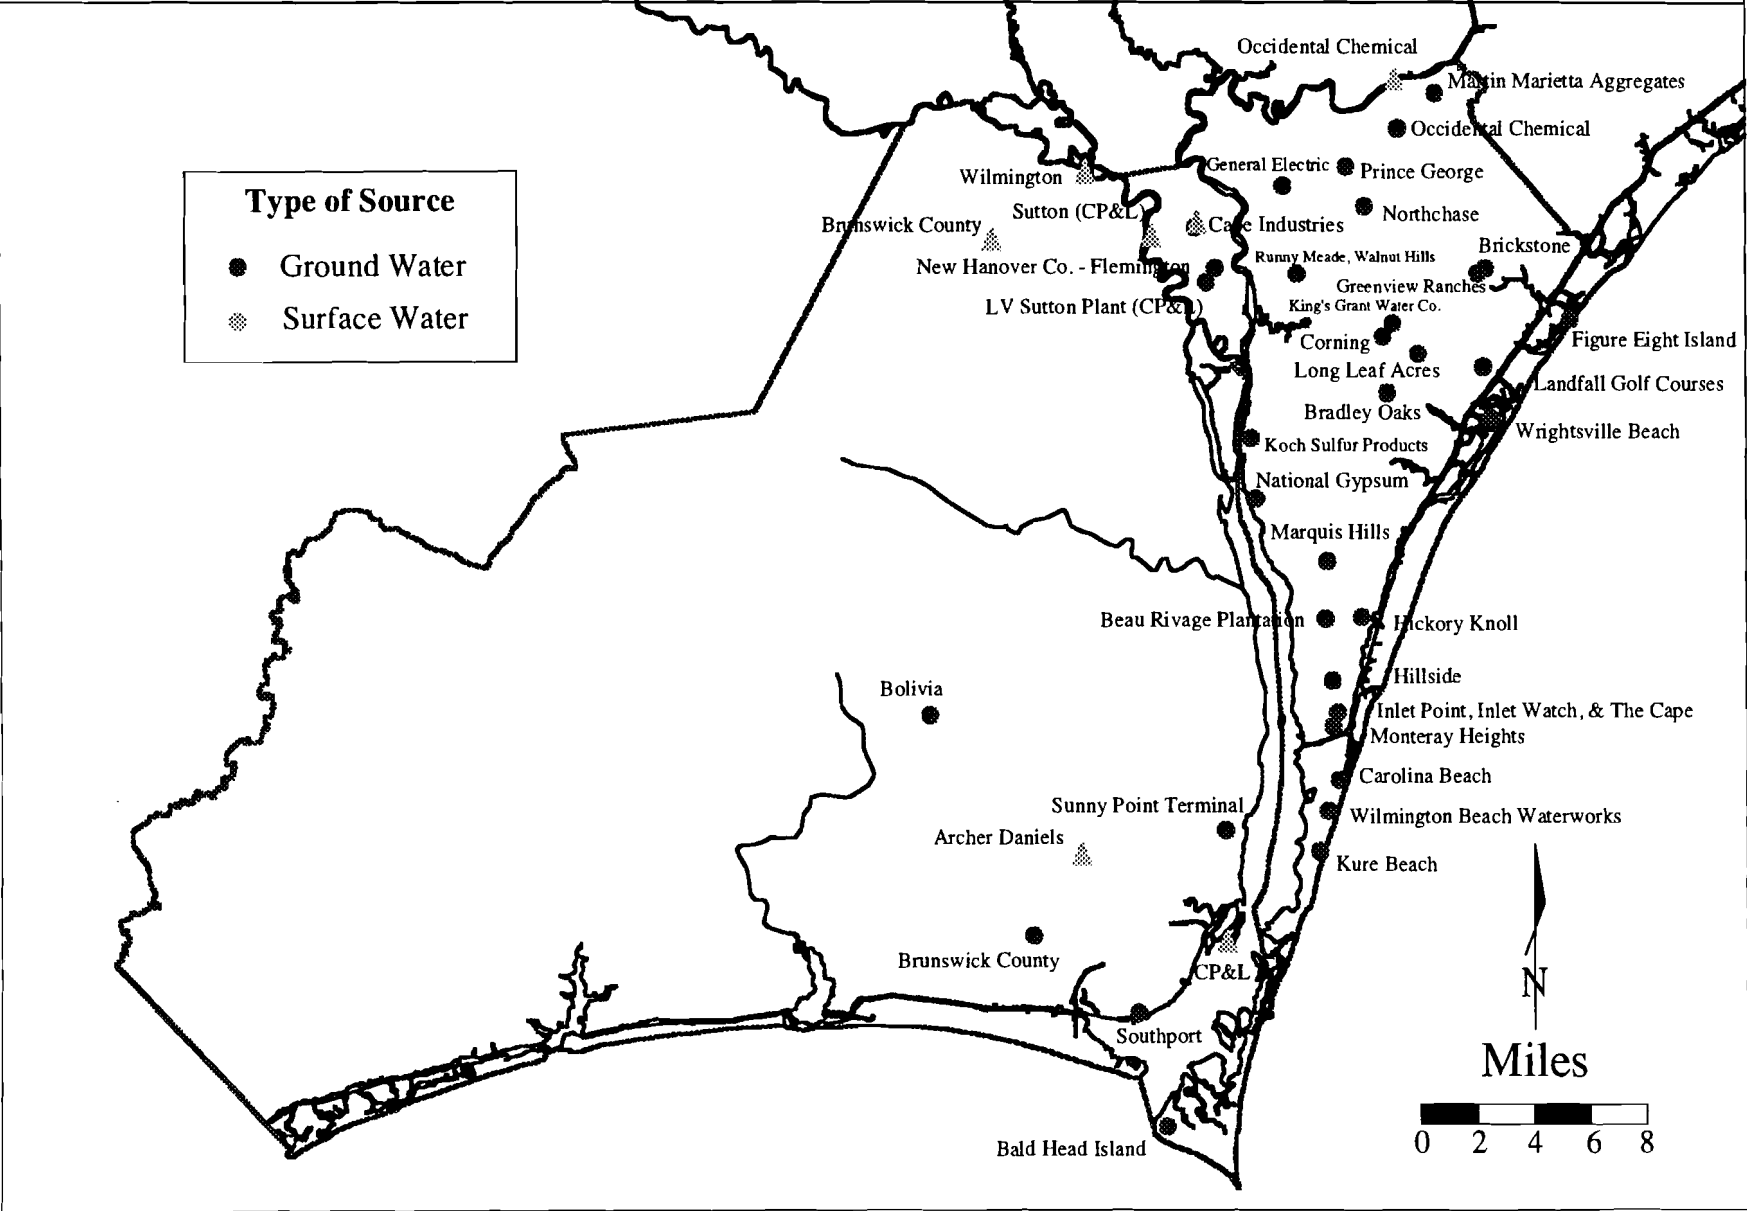 Occidental Chemical
Martin Marietta Aggregates
Occidental Chemical
General Electric
Prince George
Wilmington
Type of Source
Sutton (CP&L)
Northchase
Brunswick County
Cape Industries
Brickstone
Ground Water
New Hanover Co. - Flemington
Runny Meade, Walnut Hills
Greenview Ranches
LV Sutton Plant (CP&L)
King's Grant Water Co.
Surface Water
Corning
Figure Eight Island
Long Leaf Acres
Landfall Golf Courses
Bradley Oaks
Wrightsville Beach
Koch Sulfur Products
National Gypsum
Marquis Hills
Beau Rivage Plantation
Hickory Knoll
Hillside
Bolivia
Inlet Point, Inlet Watch, & The Cape
Monteray Heights
Carolina Beach
Sunny Point Terminal
Wilmington Beach Waterworks
Archer Daniels
Kure Beach
Brunswick County
CP&L
N
Southport
Miles
Bald Head Island
0 2 4 6 8